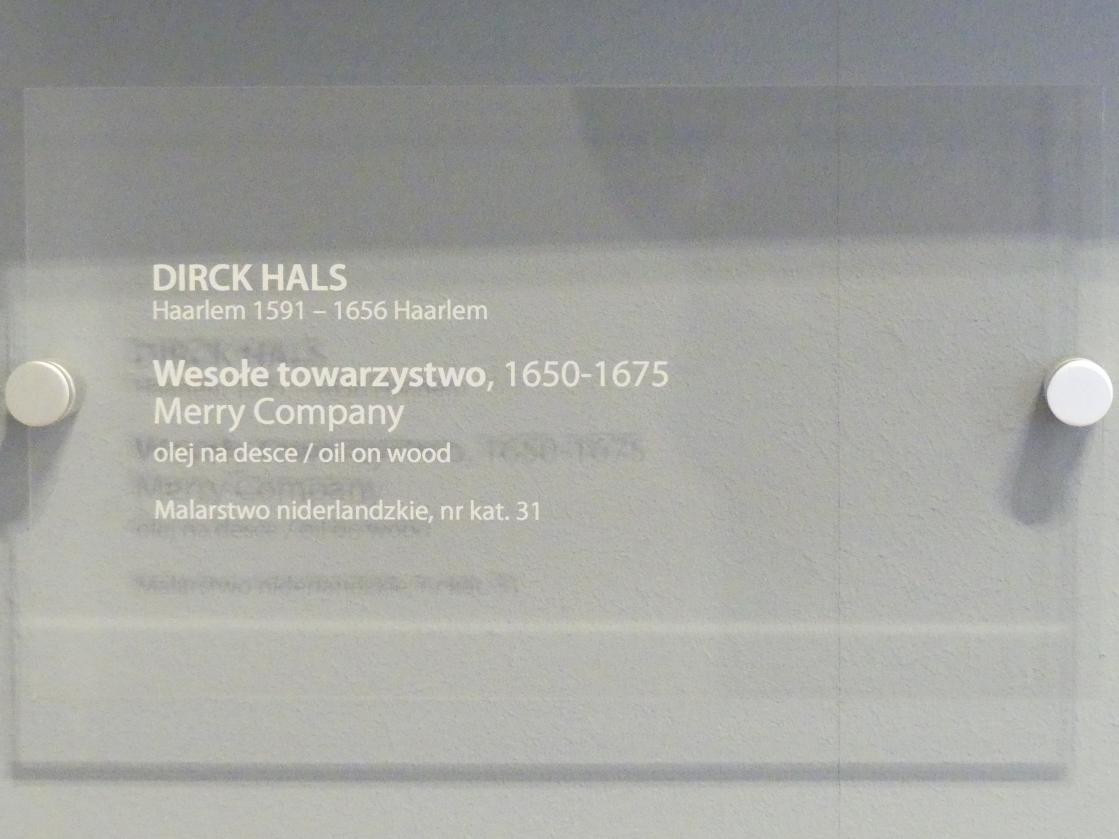 DIRCK HALS
Haarlem 1591 – 1656 Haarlem
Wesołe towarzystwo, 1650-1675
Merry Company
olej na desce / oil on wood
Malarstwo niderlandzkie, nr kat. 31